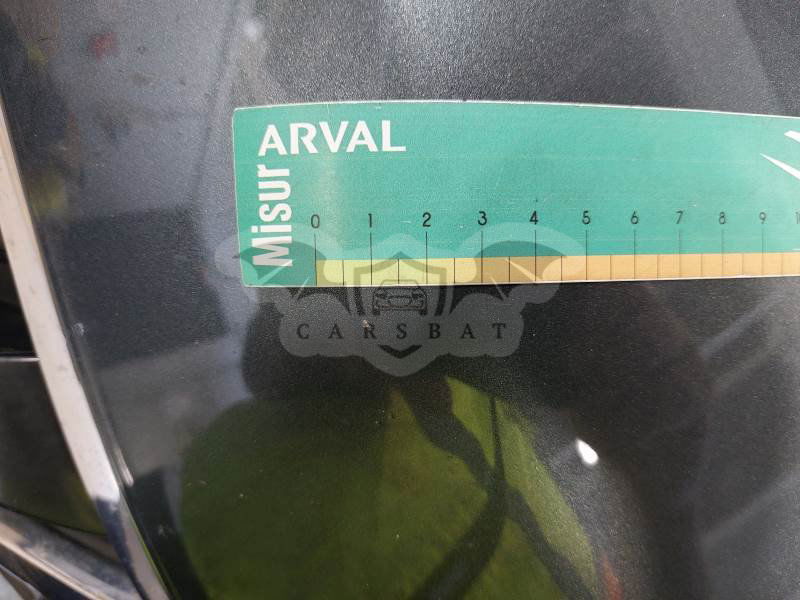 ARVAL
Misur
0 1 2 3 4 5 6 7 8 9
CARSBAT